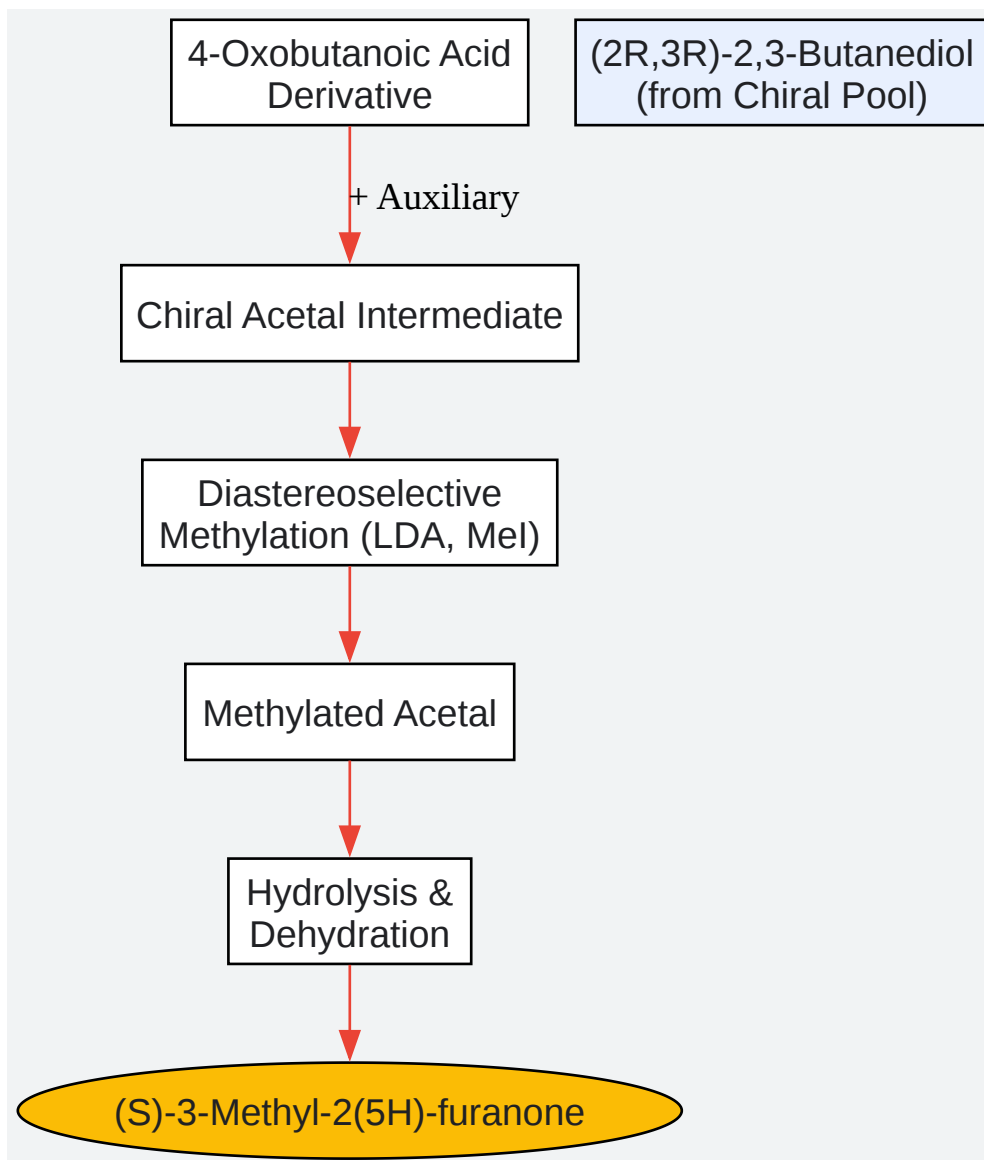 4-Oxobutanoic Acid
Derivative
(2R,3R)-2,3-Butanediol
(from Chiral Pool)
+ Auxiliary
Chiral Acetal Intermediate
Diastereoselective
Methylation (LDA, MeI)
Methylated Acetal
Hydrolysis &
Dehydration
(S)-3-Methyl-2(5H)-furanone